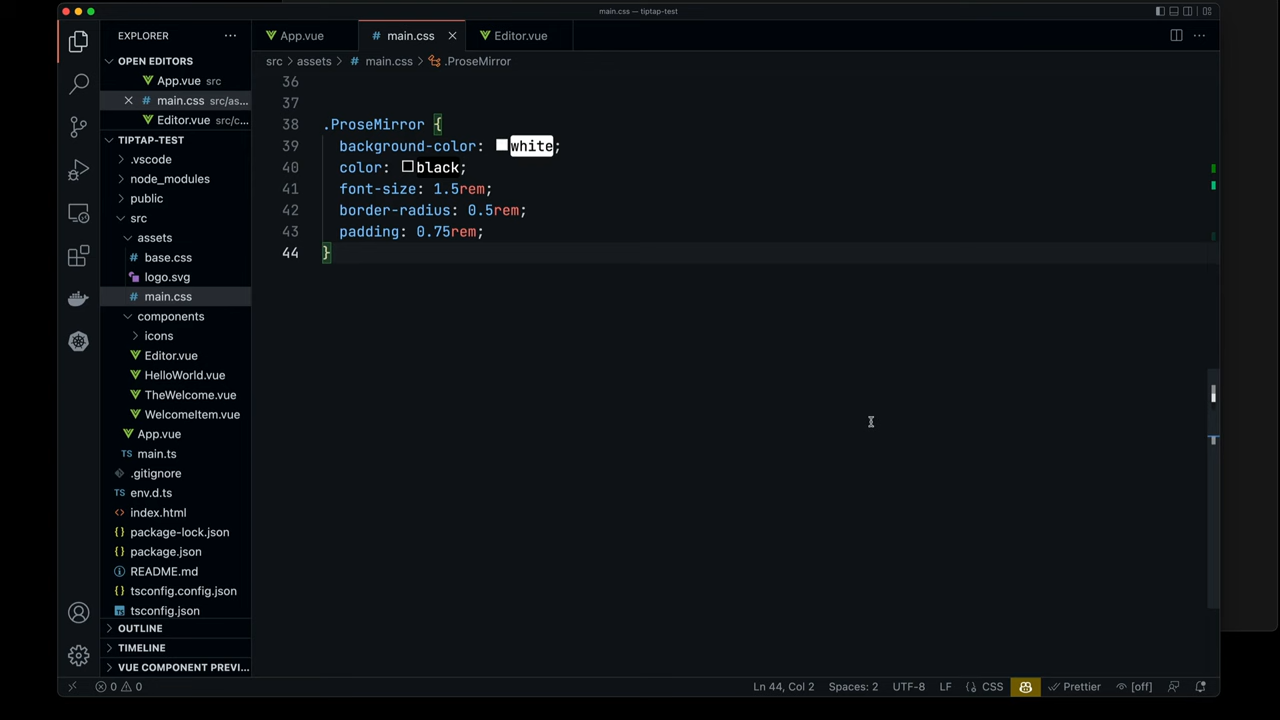 main.css — tiptap-test
EXPLORER
App.vue
main.css
Editor.vue
OPEN EDITORS
App.vue src
main.css src/as...
Editor.vue src/c...
TIPTAP-TEST
.vscode
node_modules
public
src
assets
base.css
logo.svg
main.css
components
icons
Editor.vue
HelloWorld.vue
TheWelcome.vue
WelcomeItem.vue
App.vue
TS main.ts
.gitignore
TS env.d.ts
index.html
package-lock.json
package.json
README.md
tsconfig.config.json
tsconfig.json
OUTLINE
TIMELINE
VUE COMPONENT PREVI...
src > assets > # main.css > .ProseMirror
36
37
38 .ProseMirror {
39 background-color: white;
40 color: black;
41 font-size: 1.5rem;
42 border-radius: 0.5rem;
43 padding: 0.75rem;
44 }
0 0
Ln 44, Col 2
Spaces: 2
UTF-8
LF
{} CSS
Prettier
[off]